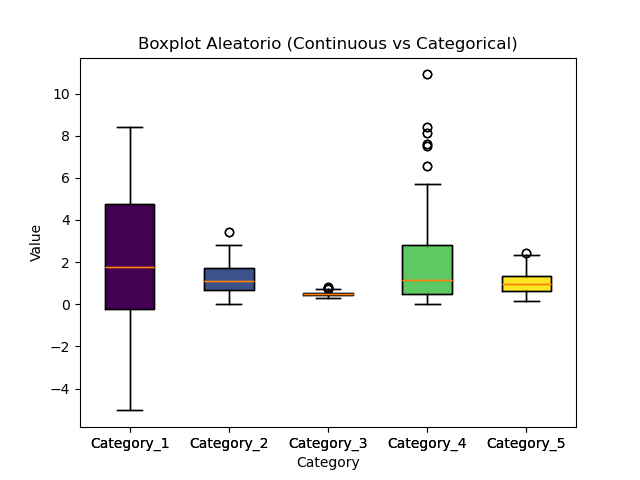 Boxplot Aleatorio (Continuous vs Categorical)
Value
10
8
6
4
2
0
−2
−4
Category_1 Category_2 Category_3 Category_4 Category_5
Category